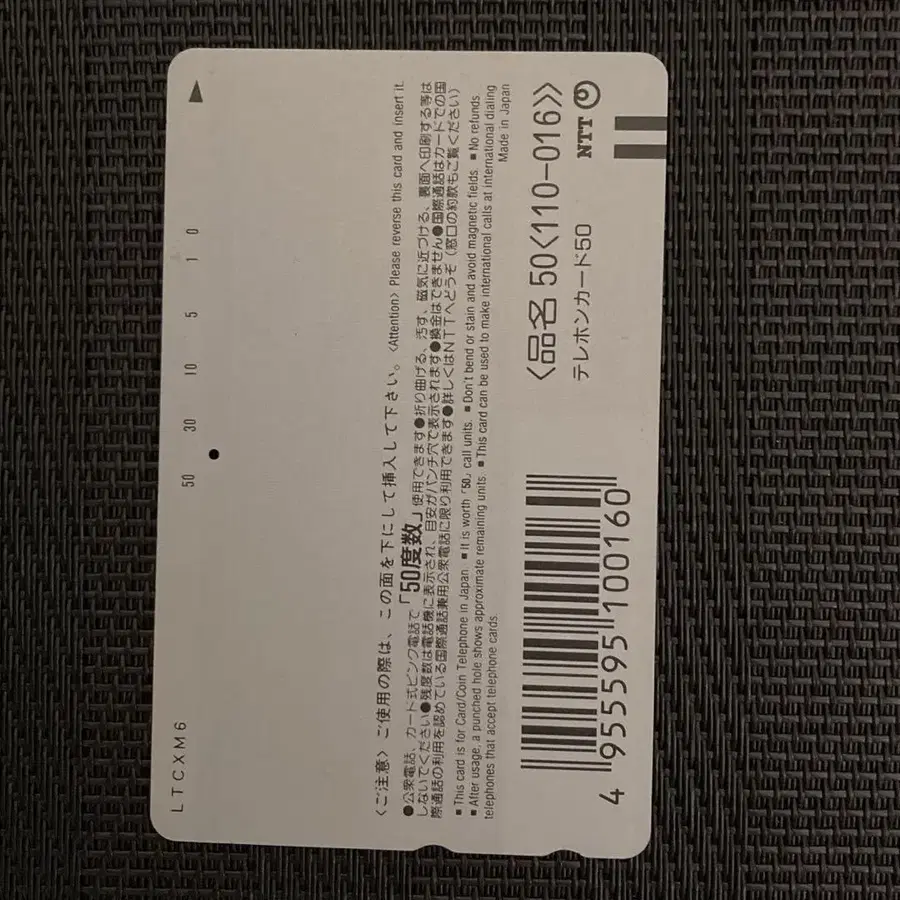 LTCXM6
50 30 10 5 1 0
〈ご注意〉ご使用の際は、この面を下にして挿入して下さい。〈Attention〉Please reverse this card and insert it.
●公衆電話、カード式ピンク電話で「50度数」使用できます●折り曲げる、汚す、磁気に近づける、裏面へ印刷する等は
しないでください●残度数は電話機に表示され、目安がパンチ穴で表示されます●換金はできません●国際通話はカードでの国
際通話の利用を認めている国際通話兼用公衆電話に限り利用できます●詳しくはNTTへどうぞ（窓口の約款もご覧ください）
■This card is for Card/Coin Telephone in Japan. ■It is worth「50」call units. ■Don't bend or stain and avoid magnetic fields. ■No refunds.
■After usage, a punched hole shows approximate remaining units. ■This card can be used to make international calls at international dialing
telephones that accept telephone cards.
Made in Japan
〈品名 50〈110-016〉〉
テレホンカード50
NTT
4 955595 100160